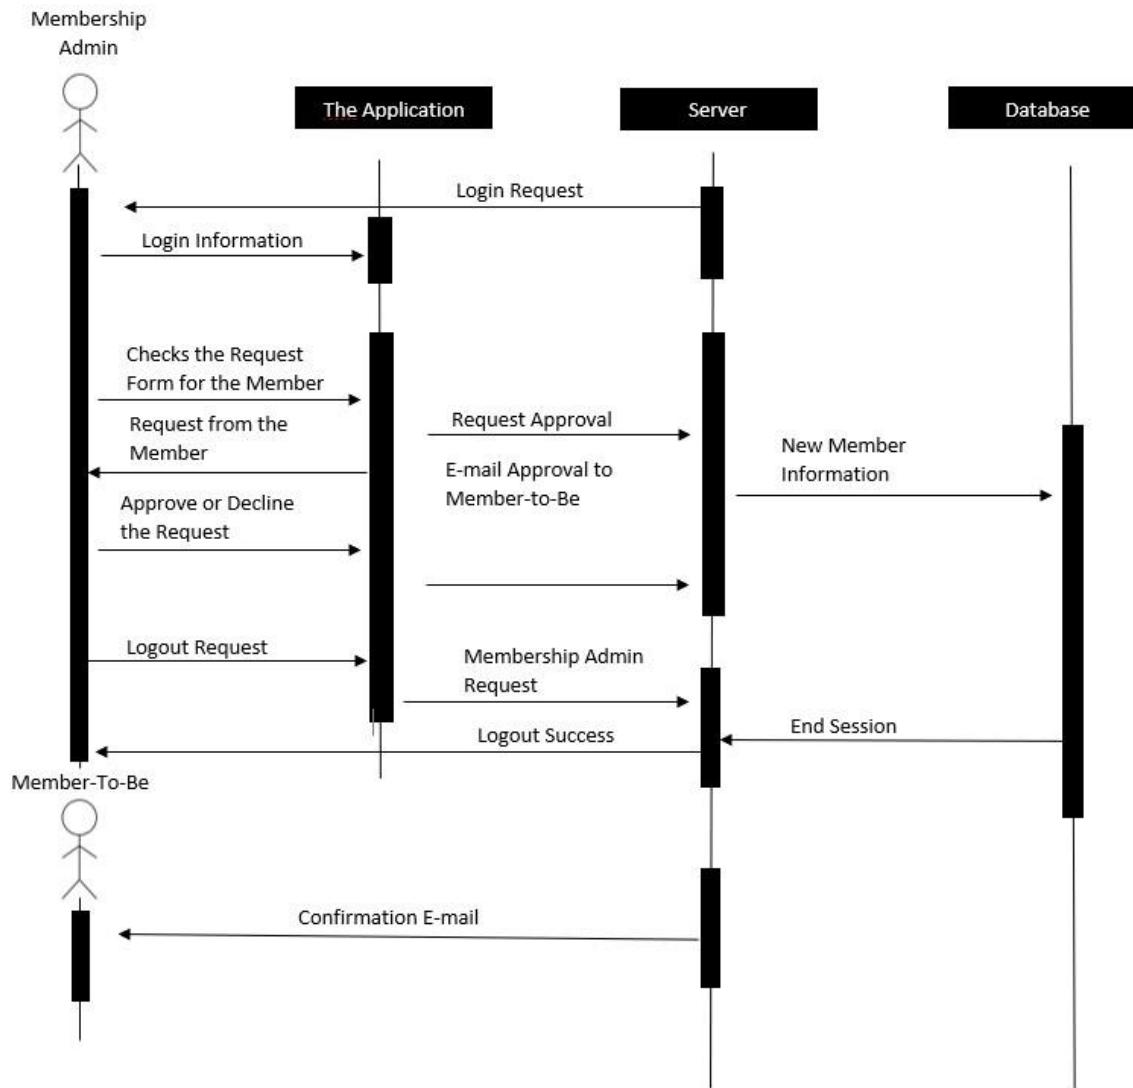 Membership
Admin
The Application
Server
Database
Login Request
Login Information
Checks the Request
Form for the Member
Request from the
Member
Request Approval
New Member
Information
E-mail Approval to
Member-to-Be
Approve or Decline
the Request
Logout Request
Membership Admin
Request
End Session
Logout Success
Member-To-Be
Confirmation E-mail